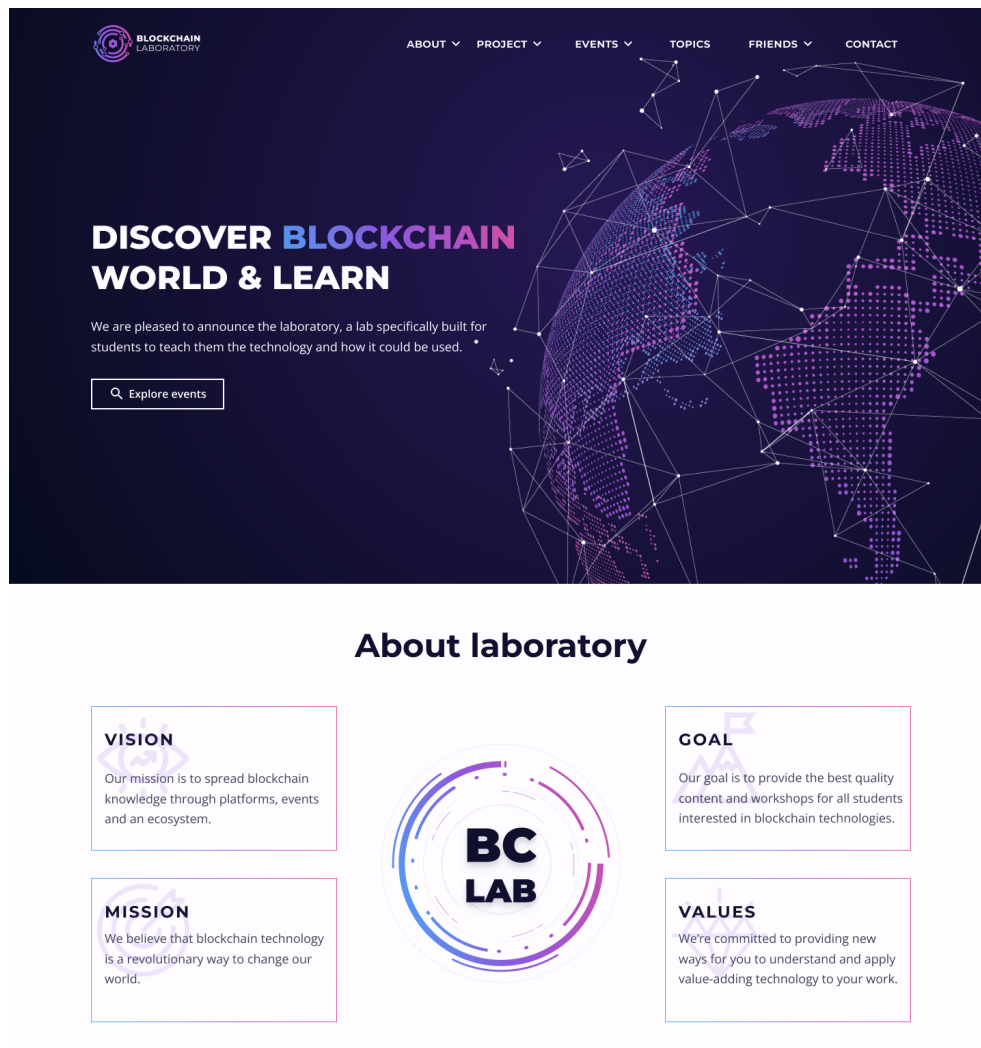 BLOCKCHAIN
LABORATORY
ABOUT PROJECT EVENTS TOPICS FRIENDS CONTACT
DISCOVER BLOCKCHAIN
WORLD & LEARN
We are pleased to announce the laboratory, a lab specifically built for
students to teach them the technology and how it could be used.
Explore events
About laboratory
VISION
Our mission is to spread blockchain
knowledge through platforms, events
and an ecosystem.
GOAL
Our goal is to provide the best quality
content and workshops for all students
interested in blockchain technologies.
BC
LAB
MISSION
We believe that blockchain technology
is a revolutionary way to change our
world.
VALUES
We're committed to providing new
ways for you to understand and apply
value-adding technology to your work.